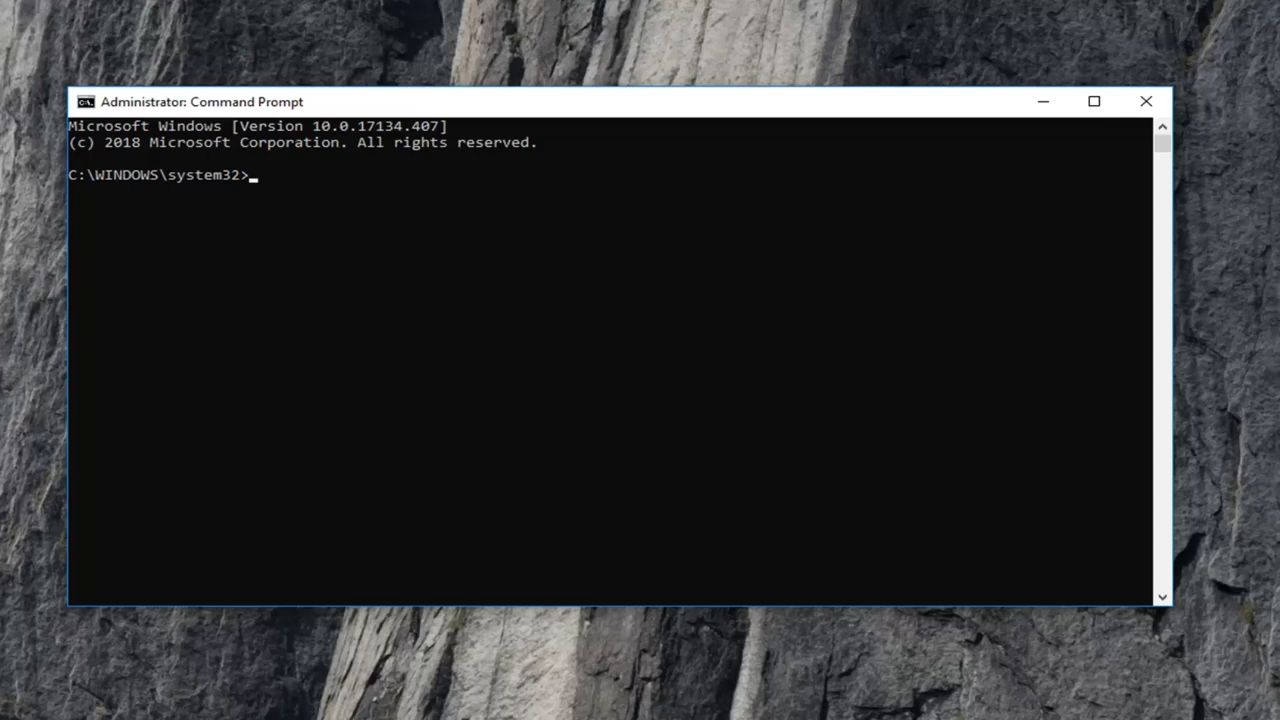 Administrator: Command Prompt
Microsoft Windows [Version 10.0.17134.407]
(c) 2018 Microsoft Corporation. All rights reserved.
C:\WINDOWS\system32>